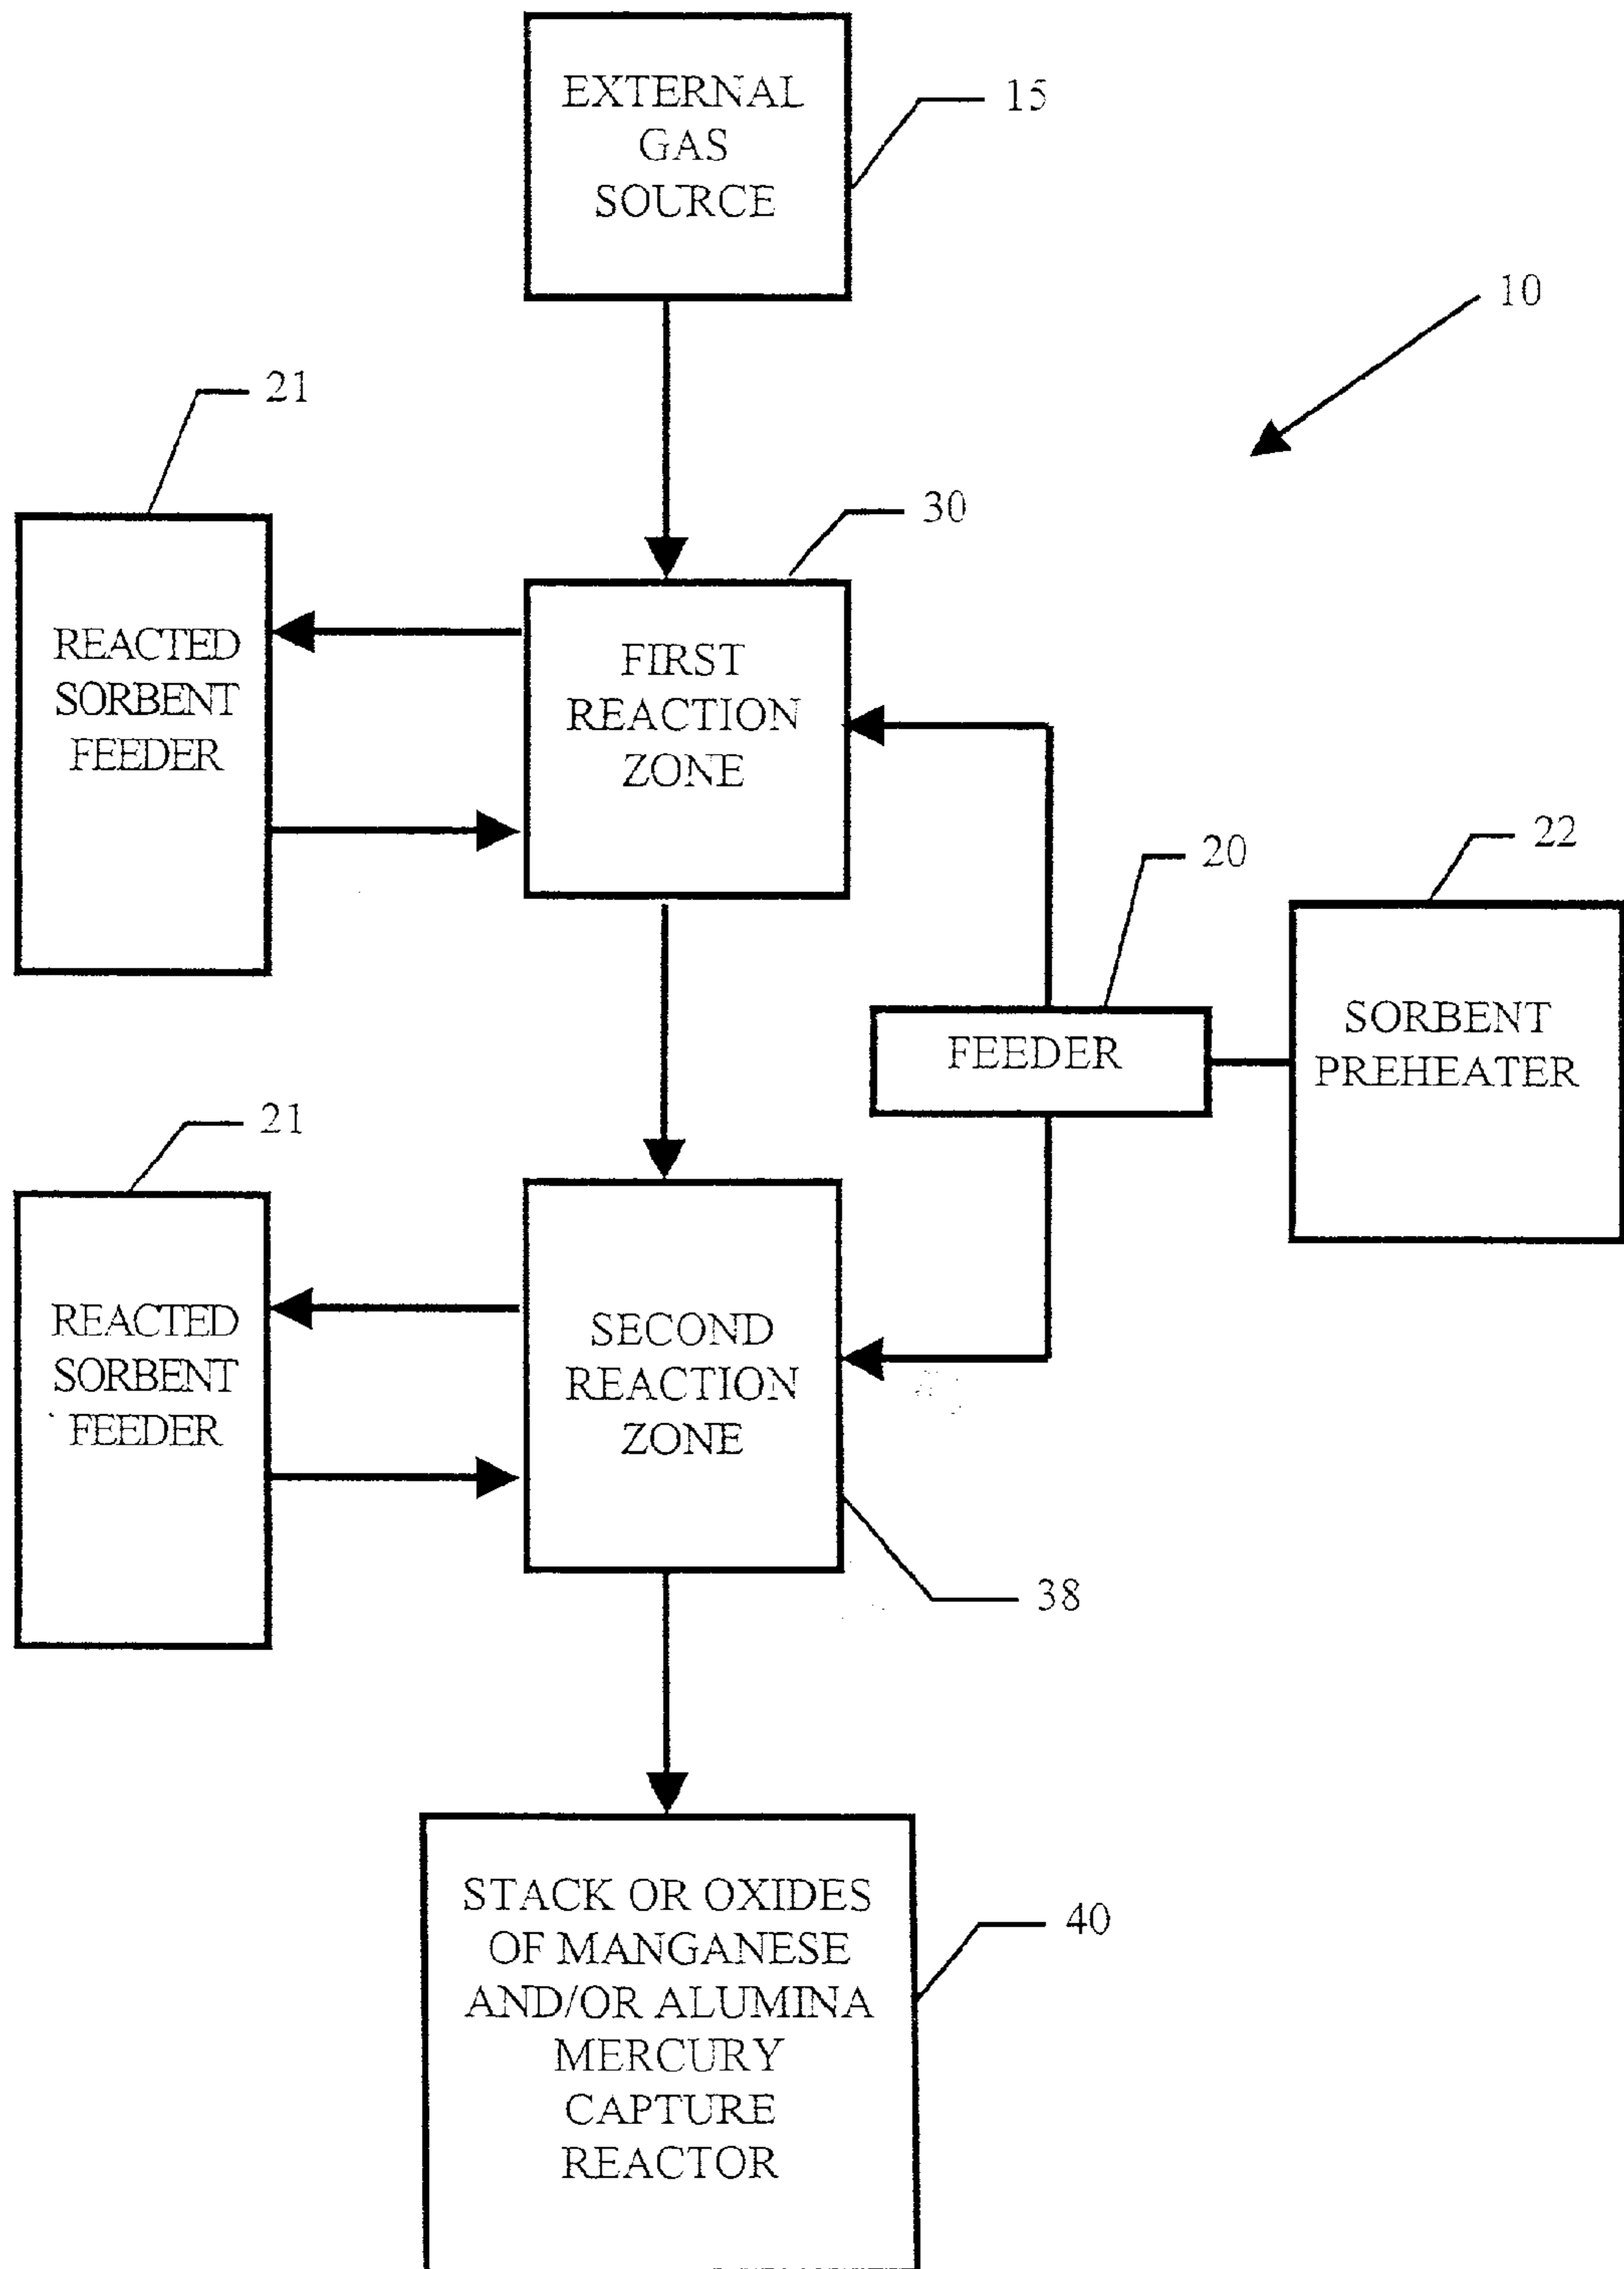 EXTERNAL
GAS
SOURCE
15
10
21
30
REACTED
SORBENT
FEEDER
FIRST
REACTION
ZONE
20
22
FEEDER
SORBENT
PREHEATER
21
REACTED
SORBENT
FEEDER
SECOND
REACTION
ZONE
38
STACK OR OXIDES
OF MANGANESE
AND/OR ALUMINA
MERCURY
CAPTURE
REACTOR
40